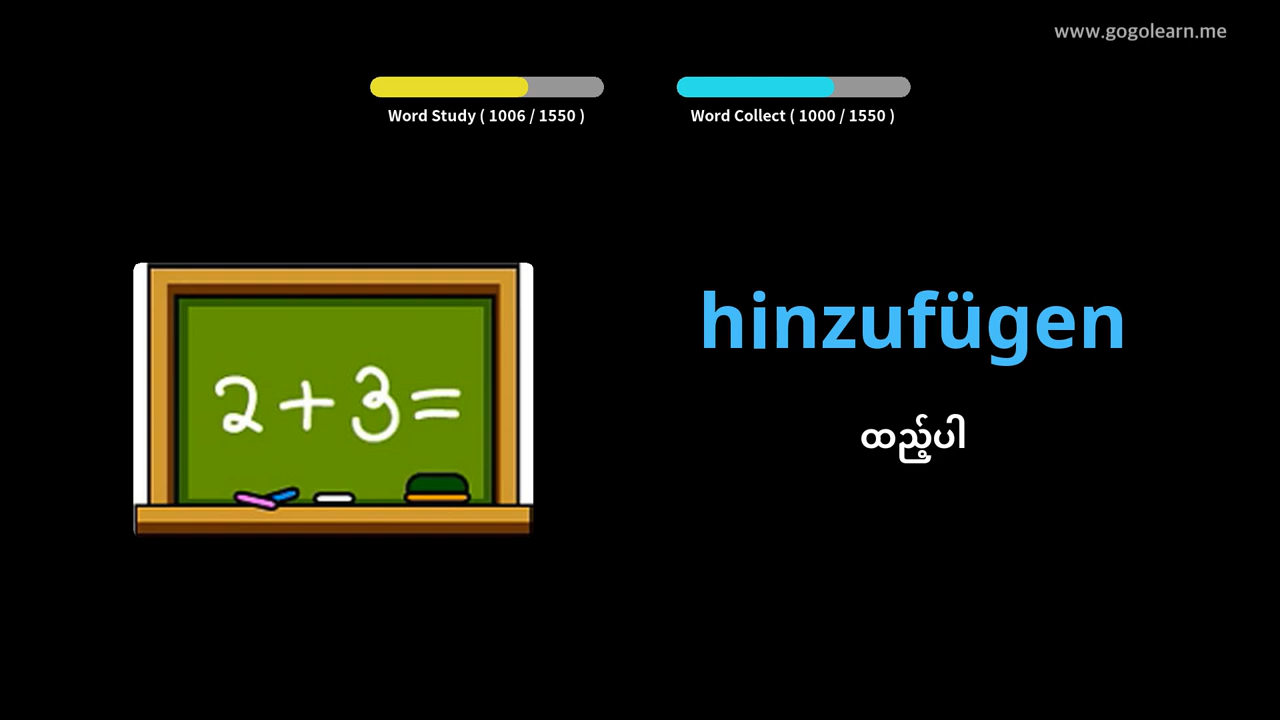 www.gogolearn.me
Word Study ( 1006 / 1550 )
Word Collect ( 1000 / 1550 )
2+3=
hinzufügen
ထည့်ပါ